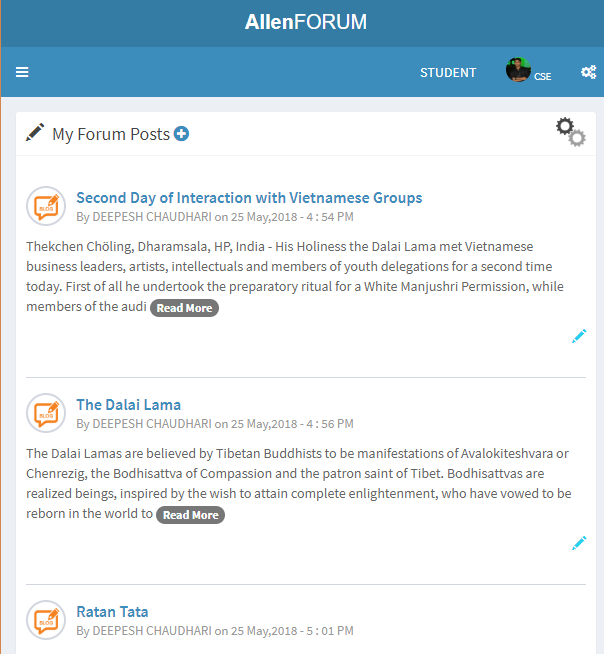 AllenFORUM
STUDENT CSE
My Forum Posts
BLOG
Second Day of Interaction with Vietnamese Groups
By DEEPESH CHAUDHARI on 25 May,2018 - 4 : 54 PM
Thekchen Chöling, Dharamsala, HP, India - His Holiness the Dalai Lama met Vietnamese
business leaders, artists, intellectuals and members of youth delegations for a second time
today. First of all he undertook the preparatory ritual for a White Manjushri Permission, while
members of the audi Read More
BLOG
The Dalai Lama
By DEEPESH CHAUDHARI on 25 May,2018 - 4 : 56 PM
The Dalai Lamas are believed by Tibetan Buddhists to be manifestations of Avalokiteshvara or
Chenrezig, the Bodhisattva of Compassion and the patron saint of Tibet. Bodhisattvas are
realized beings, inspired by the wish to attain complete enlightenment, who have vowed to be
reborn in the world to Read More
BLOG
Ratan Tata
By DEEPESH CHAUDHARI on 25 May,2018 - 5 : 01 PM